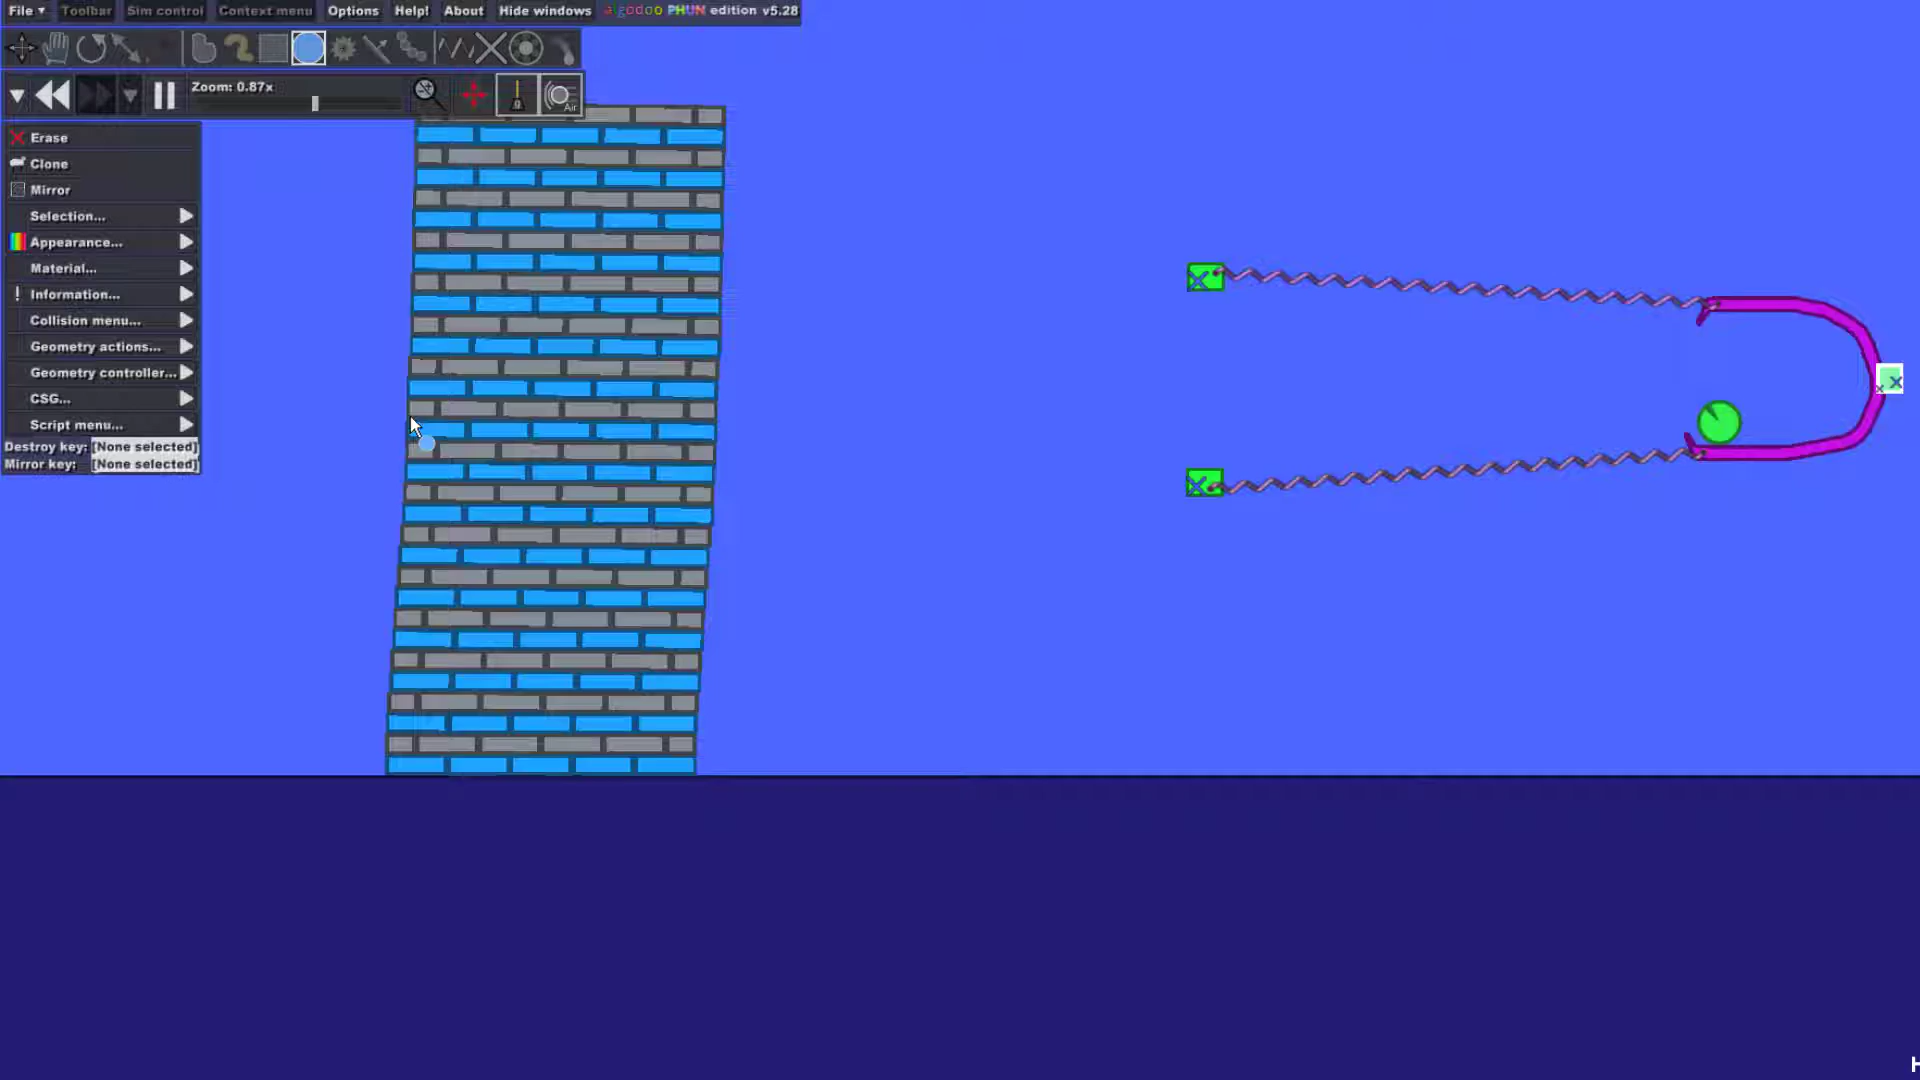 File Toolbar Sim control Context menu Options Help! About Hide windows algodoo PHUN edition v5.28
Zoom: 0.87x
Air
Erase
Clone
Mirror
Selection...
Appearance...
Material...
Information...
Collision menu...
Geometry actions...
Geometry controller...
CSG...
Script menu...
Destroy key: [None selected]
Mirror key: [None selected]
H